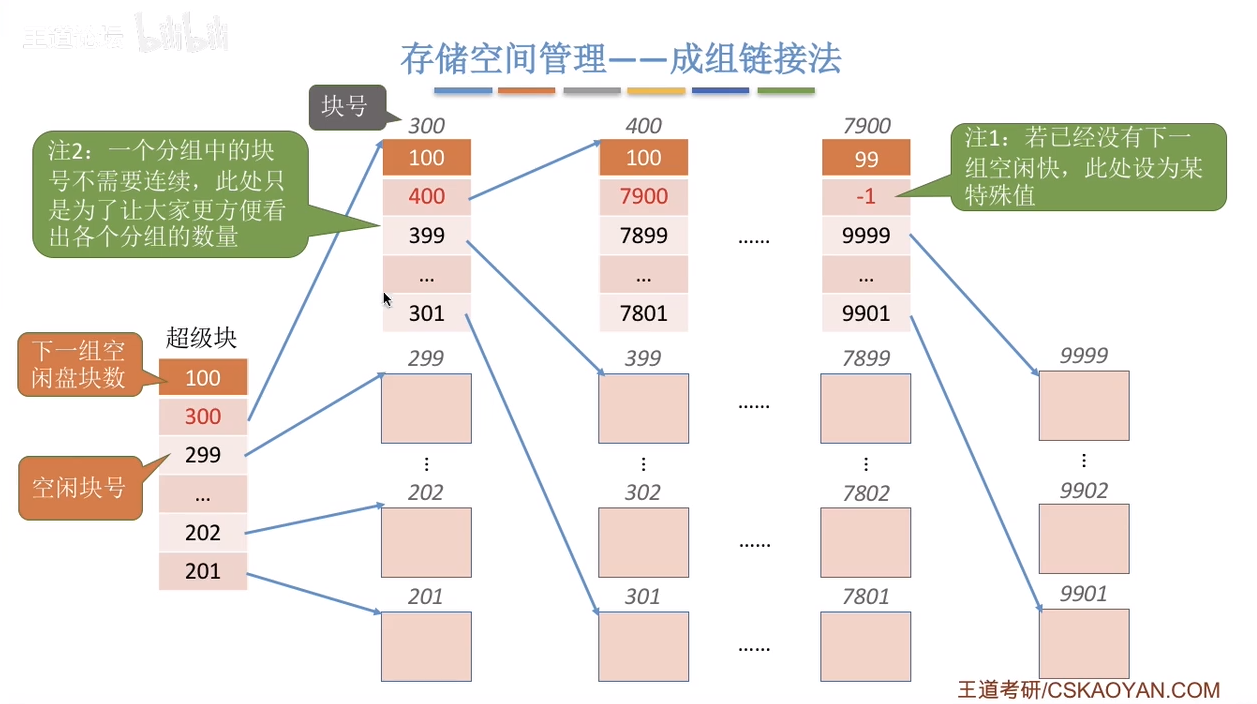 王道论坛 bilibili
存储空间管理——成组链接法
块号
300
400
7900
注2：一个分组中的块
号不需要连续，此处只
是为了让大家更方便看
出各个分组的数量
100
400
399
...
301
100
7900
7899
...
7801
......
99
-1
9999
...
9901
注1：若已经没有下一
组空闲快，此处设为某
特殊值
超级块
下一组空
闲盘块数
空闲块号
100
300
299
...
202
201
299
399
7899
9999
......
202
302
7802
9902
......
201
301
7801
9901
......
王道考研/CSKAOYAN.COM